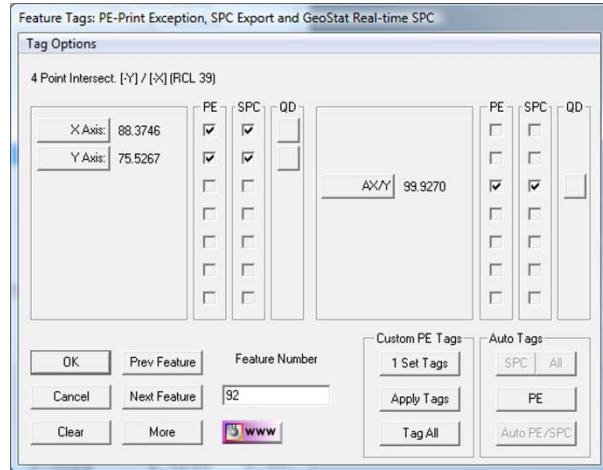 Feature Tags: PE-Print Exception, SPC Export and GeoStat Real-time SPC
Tag Options
4 Point Intersect. [-Y] / [-X] (RCL 39)
PE SPC QD PE SPC QD
X Axis: 88.3746
Y Axis: 75.5267
AX/Y 99.9270
Custom PE Tags Auto Tags
OK Prev Feature Feature Number 1 Set Tags SPC All
Cancel Next Feature 92 Apply Tags PE
Clear More www Tag All Auto PE/SPC